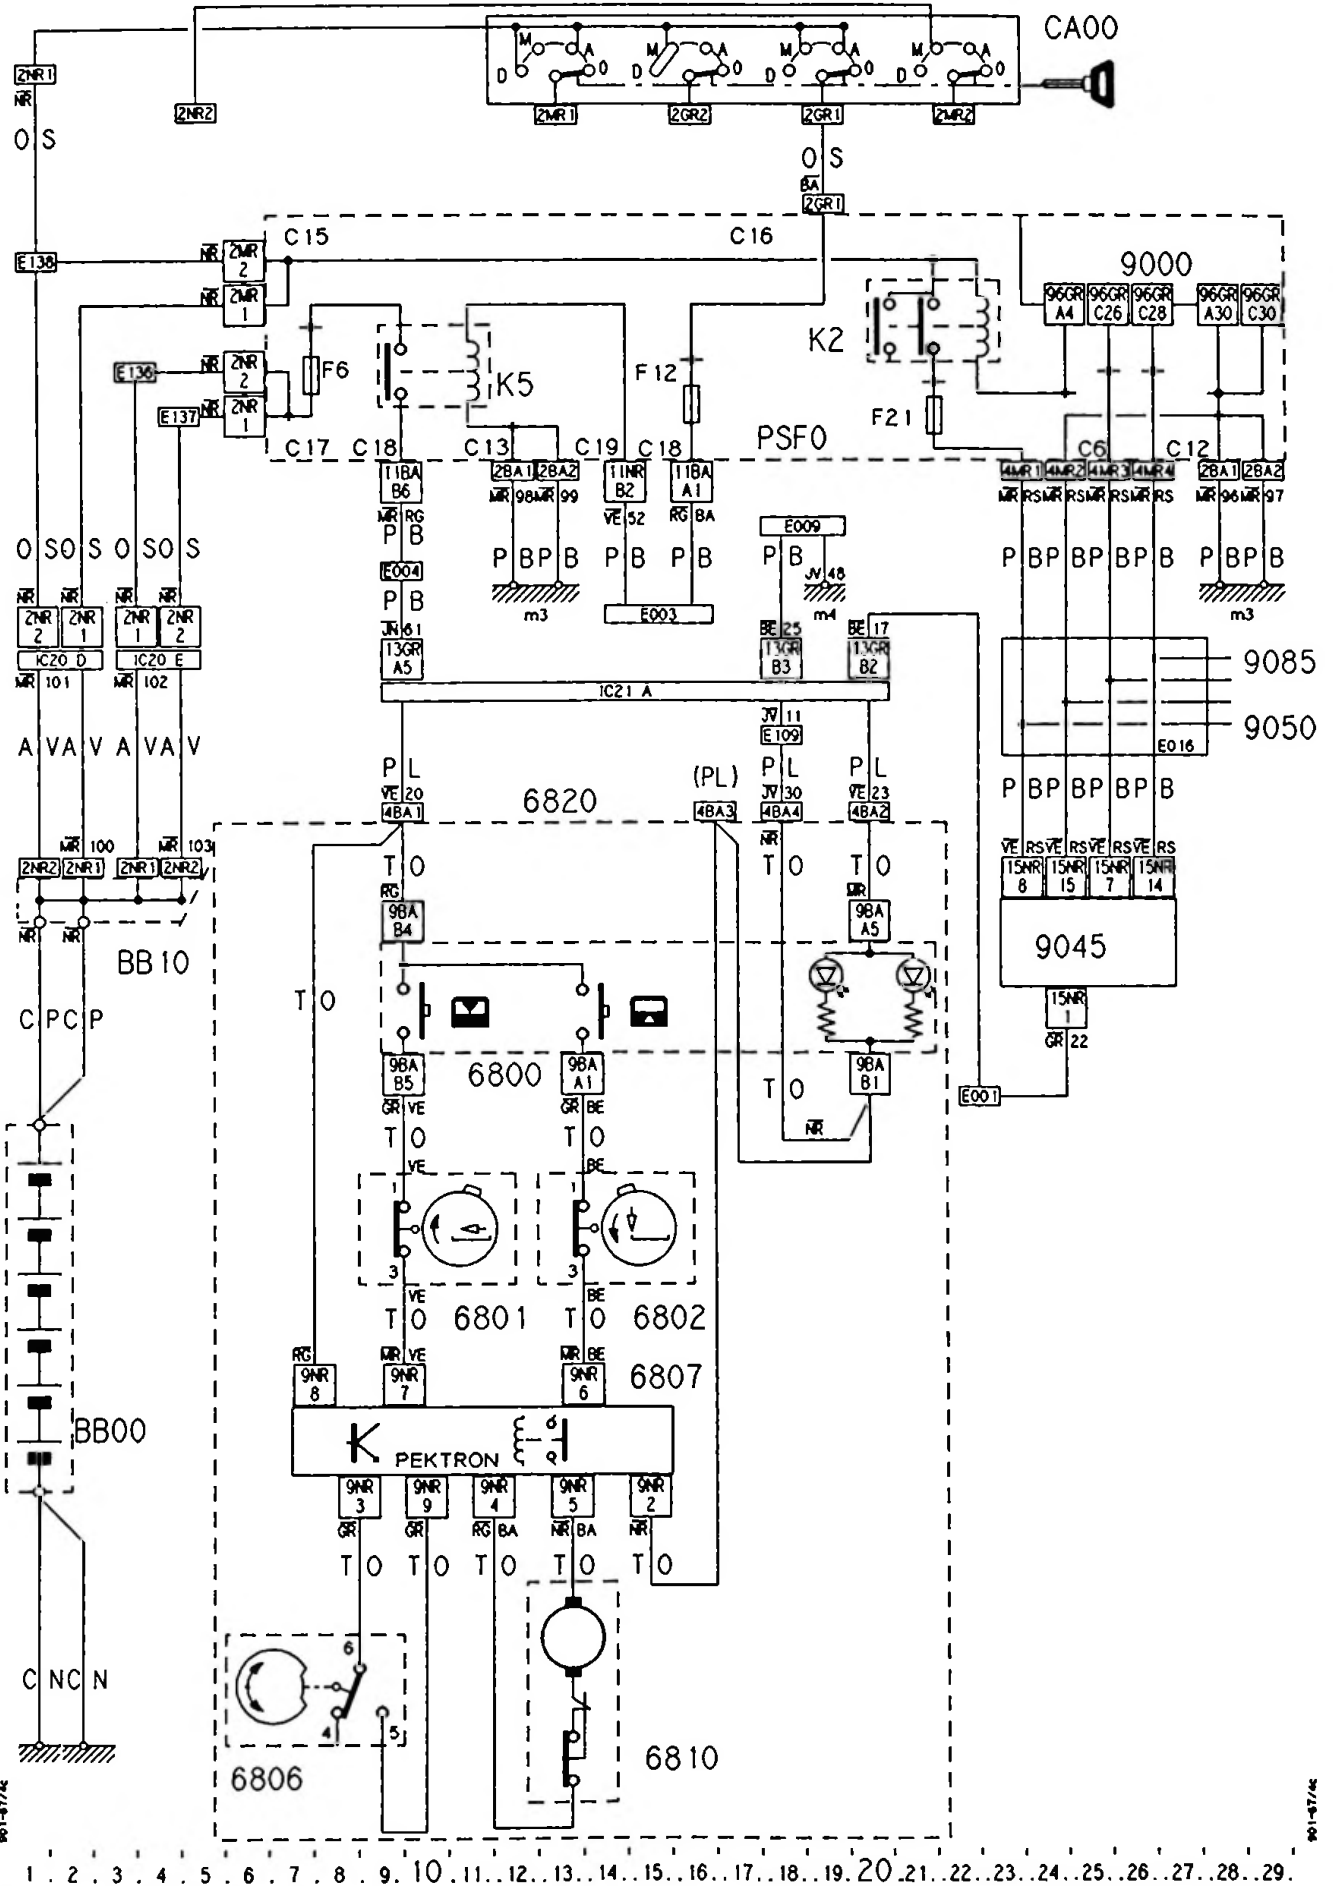 CA00
M A M A M A M A
D O D O D O D O
2NR1
NR
2NR2
2MR1 2GR2 2GR1 2MR2
O S
O S
BA
2GR1
C15 C16
E138 NR 2MR 2
9000
NR 2MR 1
96GR A4 96GR C26 96GR C28 96GR A30 96GR C30
K2
E136 NR 2NR 2
F6 K5 F12
E137 NR 2NR 1
F21
PSF0
C17 C18 C13 C19 C18 C6 C12
11BA B6 2BA1 2BA2 11NR B2 11BA A1 4MR1 4MR2 4MR3 4MR4 2BA1 2BA2
MR RG MR 98 MR 99 VE 52 RG BA MR RS MR RS MR RS MR RS MR 96 MR 97
P B
E009
O S O S O S O S
P B P B P B P B P B P B P B P B P B P B P B
E004
JV 48
P B
m3 E003 m4 m3
NR NR NR NR
JN 61 BE 25 BE 17
2NR 2 2NR 1 2NR 1 2NR 2
13GR A5 13GR B3 13GR B2
IC20 D IC20 E
9085
MR 101 MR 102
IC21 A
JV 11
E109
9050
E016
A V A V A V A V
P L (PL) P L P L
P B P B P B P B
VE 20 6820 JV 30 VE 23
4BA1 4BA3 4BA4 4BA2
MR 100 MR 103
NR
VE RS VE RS VE RS VE RS
2NR2 2NR1 2NR1 2NR2
T O T O T O
15NR 8 15NR 15 15NR 7 15NR 14
RG MR
9BA B4 9BA A5
NR NR
BB10
9045
T O
15NR 1
C P C P
GR 22
9BA B5 6800 9BA A1 9BA B1
T O
E001
GR VE GR BE
NR
T O T O
VE BE
1 1
3 3
VE BE
T O 6801 T O 6802
RG MR VE MR BE
9NR 8 9NR 7 9NR 6 6807
BB00
PEKTRON
9NR 3 9NR 9 9NR 4 9NR 5 9NR 2
GR GR RG BA NR BA NR
T O T O T O T O
6
C N C N
4 5
6806 6810
901-67/4c 901-67/4c
1 . 2 . 3 . 4 . 5 . 6 . 7 . 8 . 9 . 10 . 11 . 12 . 13 . 14 . 15 . 16 . 17 . 18 . 19 . 20 . 21 . 22 . 23 . 24 . 25 . 26 . 27 . 28 . 29 .